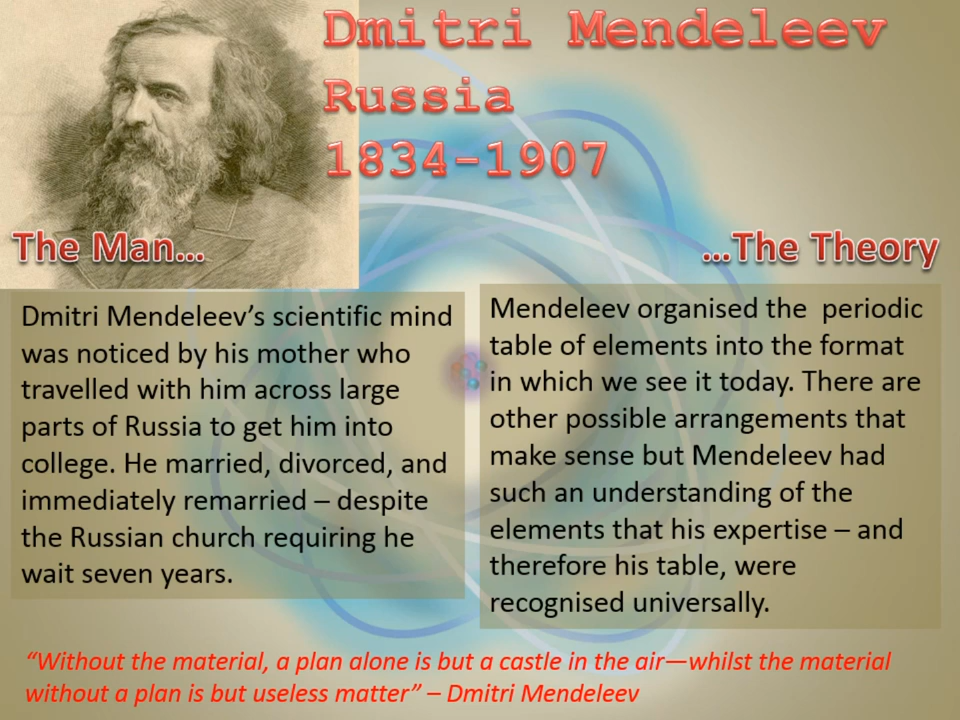 Dmitri Mendeleev
Russia
1834-1907
The Man…
Dmitri Mendeleev’s scientific mind
was noticed by his mother who
travelled with him across large
parts of Russia to get him into
college. He married, divorced, and
immediately remarried – despite
the Russian church requiring he
wait seven years.
…The Theory
Mendeleev organised the  periodic
table of elements into the format
in which we see it today. There are
other possible arrangements that
make sense but Mendeleev had
such an understanding of the
elements that his expertise – and
therefore his table, were
recognised universally.
“Without the material, a plan alone is but a castle in the air—whilst the material
without a plan is but useless matter” – Dmitri Mendeleev